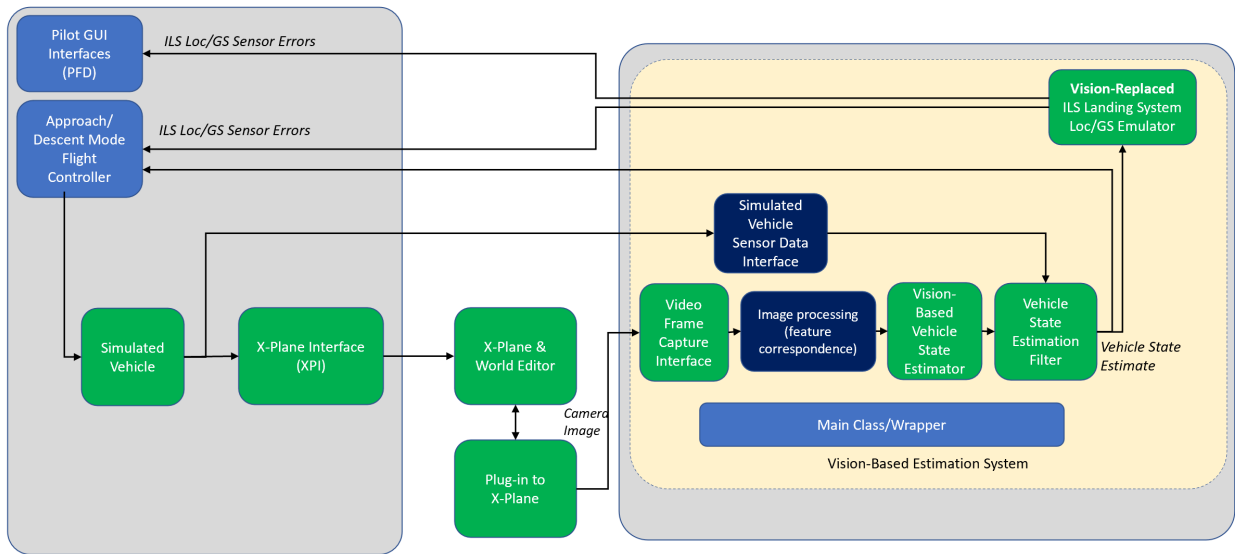 Pilot GUI
Interfaces
(PFD)
ILS Loc/GS Sensor Errors
Approach/
Descent Mode
Flight
Controller
ILS Loc/GS Sensor Errors
Vision-Replaced
ILS Landing System
Loc/GS Emulator
Simulated
Vehicle
Sensor Data
Interface
Simulated
Vehicle
X-Plane Interface
(XPI)
X-Plane &
World Editor
Camera
Image
Plug-in to
X-Plane
Video
Frame
Capture
Interface
Image processing
(feature
correspondence)
Vision-
Based
Vehicle
State
Estimator
Vehicle
State
Estimation
Filter
Vehicle State
Estimate
Main Class/Wrapper
Vision-Based Estimation System